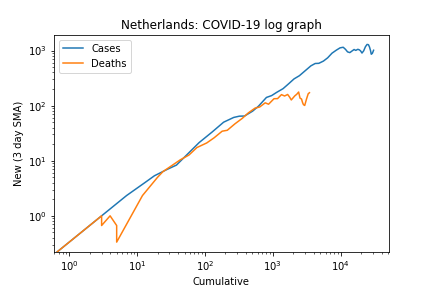 Netherlands: COVID-19 log graph
Cases
Deaths
New (3 day SMA)
10³
10²
10¹
10⁰
10⁰ 10¹ 10² 10³ 10⁴
Cumulative